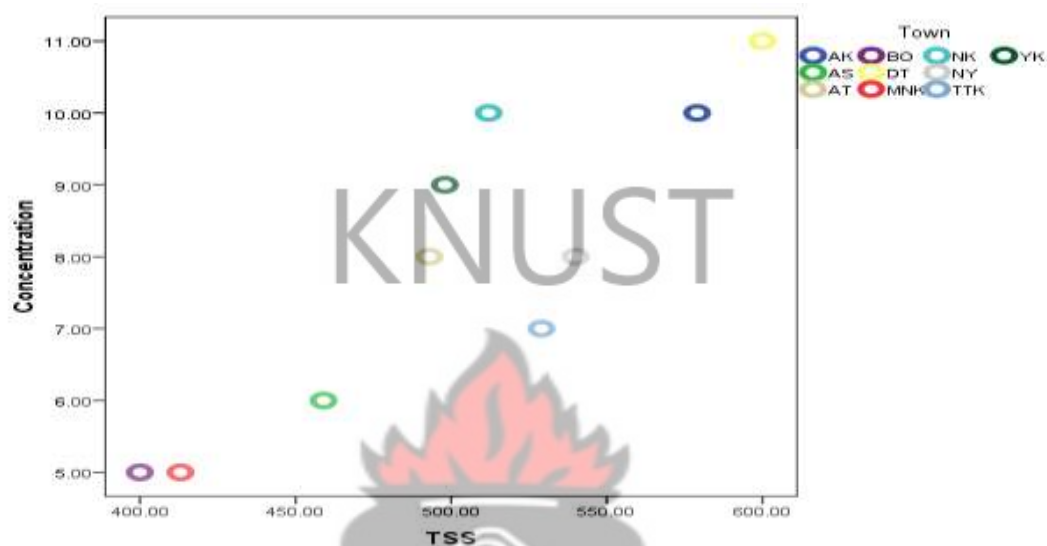 Town
AK BO NK YK
AS DT NY
AT MNK TTK
11.00
10.00
9.00
8.00
7.00
6.00
5.00
Concentration
KNUST
400.00 450.00 500.00 550.00 600.00
TSS